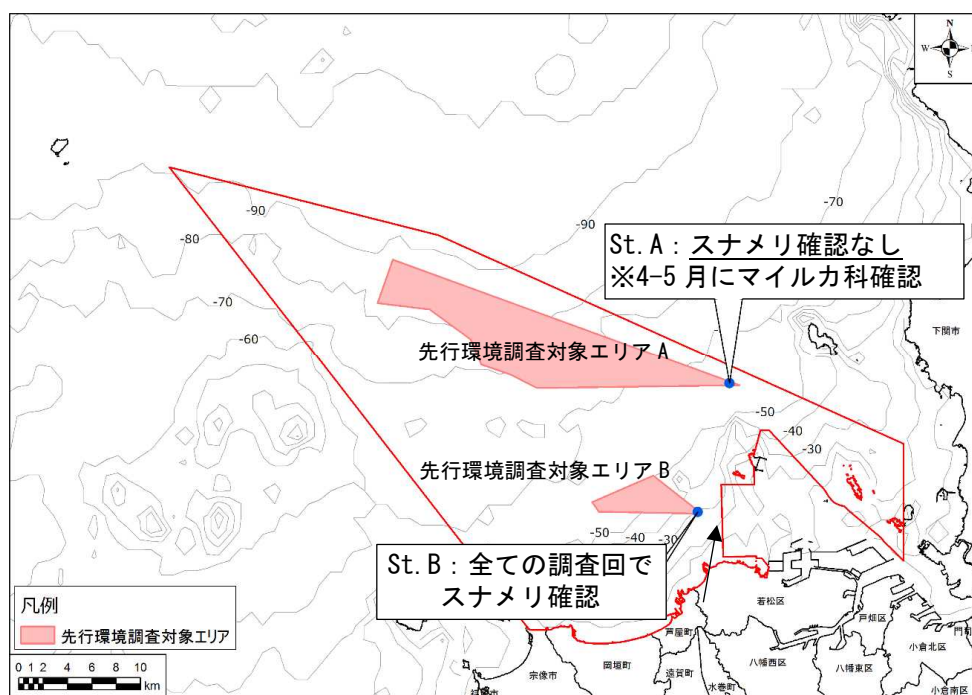 N
W
S
-70
-90
-90
-80
St.A：スナメリ確認なし
※4-5月にマイルカ科確認
-70
-60
下関市
先行環境調査対象エリアA
-50
-40
-30
先行環境調査対象エリアB
-50
-40
-30
St.B：全ての調査回で
スナメリ確認
凡例
先行環境調査対象エリア
若松区
戸畑区
芦屋町
小倉北区
岡垣町
遠賀町
八幡西区
八幡東区
宗像市
水巻町
小倉南区
0 1 2 4 6 8 10
km